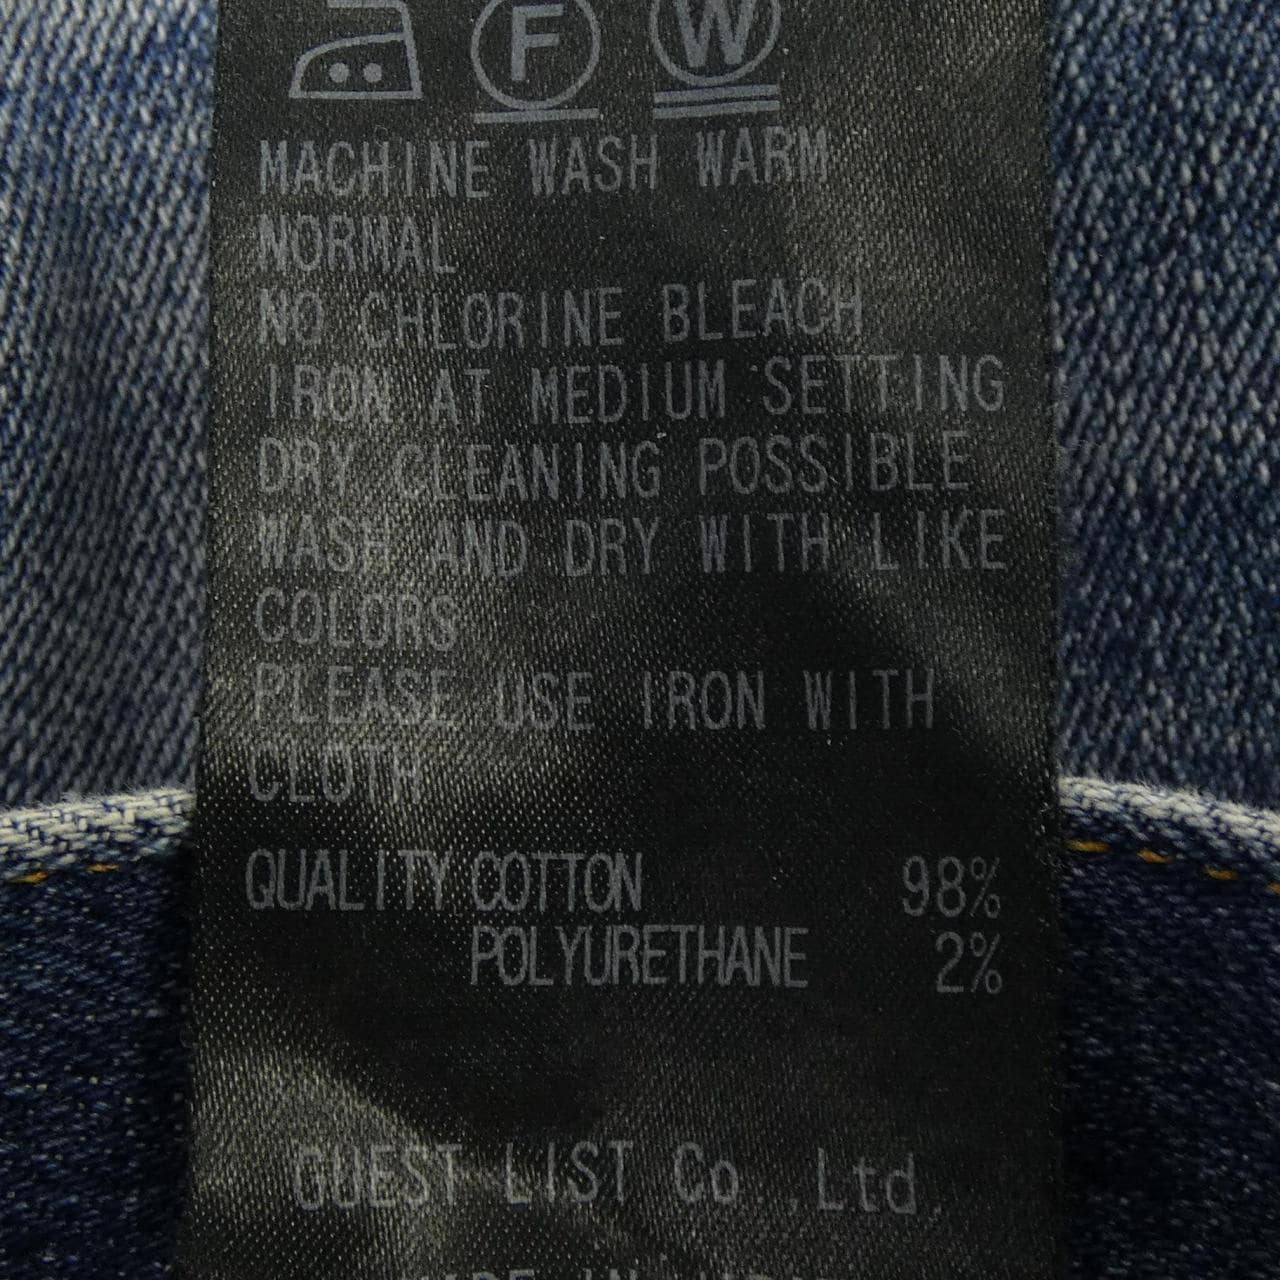 F W
MACHINE WASH WARM
NORMAL
NO CHLORINE BLEACH
IRON AT MEDIUM SETTING
DRY CLEANING POSSIBLE
WASH AND DRY WITH LIKE
COLORS
PLEASE USE IRON WITH
CLOTH
QUALITY COTTON 98%
POLYURETHANE 2%
GUEST LIST Co.,Ltd.
IN